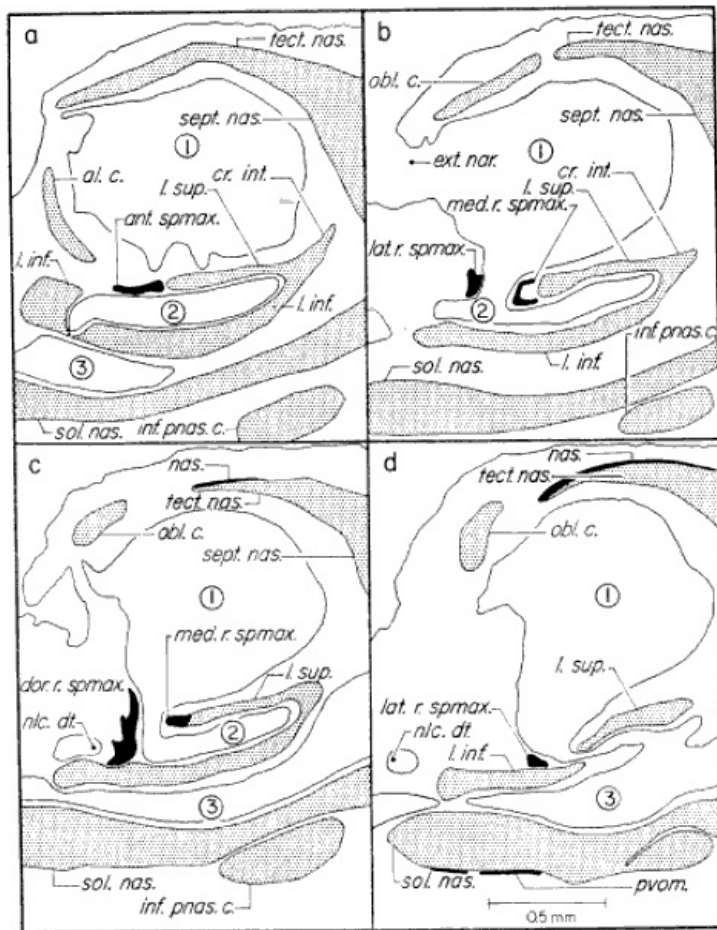 a
tect. nas.
sept. nas.
①
al. c.
cr. int.
l. sup.
ant. spmax.
l. inf.
②
l. inf.
③
sol. nas.
inf. pnas. c.
b
tect. nas.
obl. c.
sept. nas.
①
ext. nar.
cr. int.
l. sup.
med. r. spmax.
lat. r. spmax.
②
inf. pnas. c.
l. inf.
sol. nas.
c
nas.
tect. nas.
obl. c.
sept. nas.
①
med. r. spmax.
l. sup.
dor. r. spmax.
nlc. dt.
②
③
sol. nas.
inf. pnas. c.
d
nas.
tect. nas.
obl. c.
①
l. sup.
lat. r. spmax.
nlc. dt.
l. inf.
③
sol. nas.
pvom.
0.5 mm